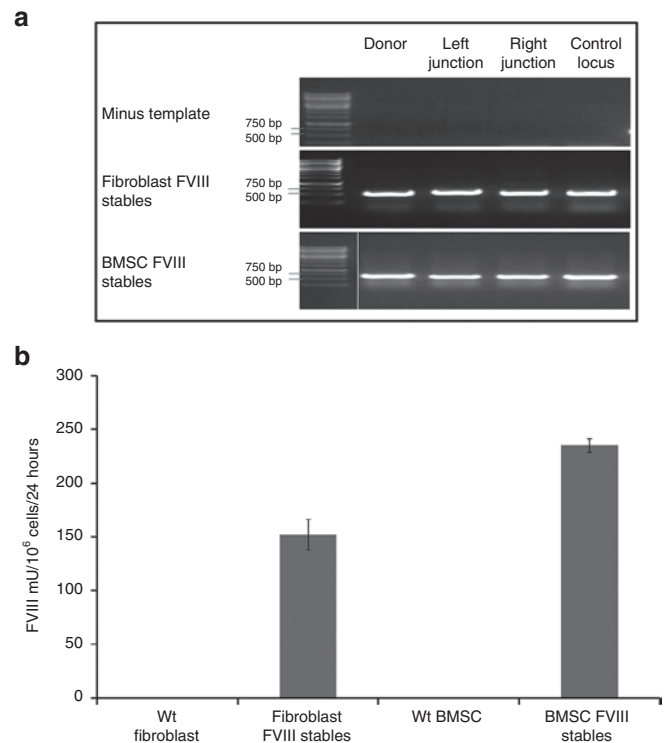 a
Donor
Left
junction
Right
junction
Control
locus
Minus template
750 bp
500 bp
Fibroblast FVIII
stables
750 bp
500 bp
BMSC FVIII
stables
750 bp
500 bp
b
FVIII mU/10⁶ cells/24 hours
300
250
200
150
100
50
0
Wt
fibroblast
Fibroblast
FVIII stables
Wt BMSC
BMSC FVIII
stables